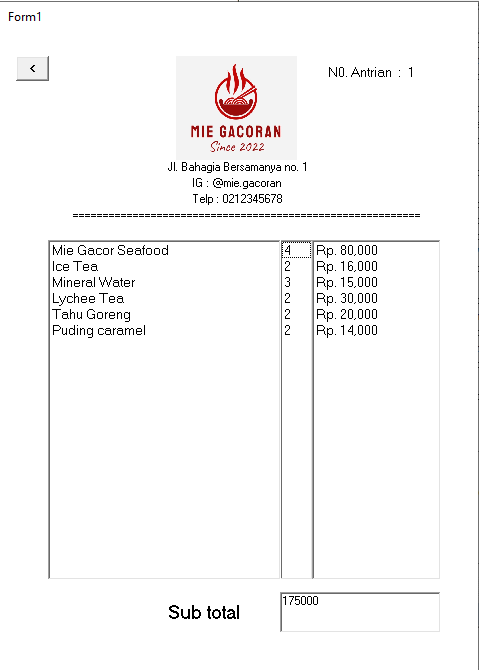 Form1
<
N0. Antrian : 1
MIE GACORAN
Since 2022
Jl. Bahagia Bersamanya no. 1
IG : @mie.gacoran
Telp : 0212345678
==========================================================
Mie Gacor Seafood 4 Rp. 80,000
Ice Tea 2 Rp. 16,000
Mineral Water 3 Rp. 15,000
Lychee Tea 2 Rp. 30,000
Tahu Goreng 2 Rp. 20,000
Puding caramel 2 Rp. 14,000
Sub total 175000